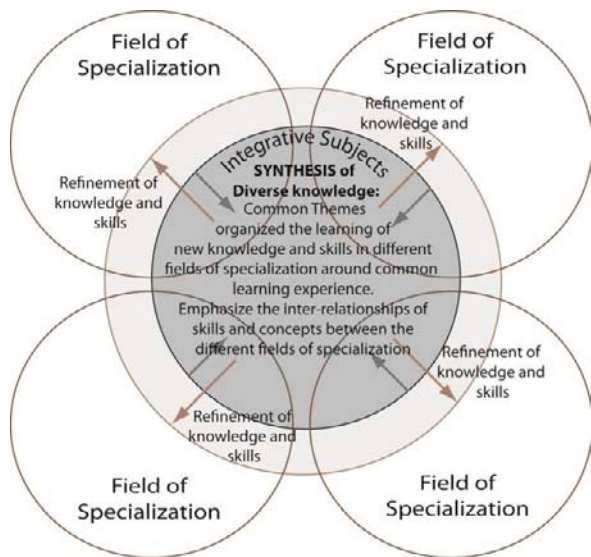 Field of
Specialization
Field of
Specialization
Refinement of
knowledge and
skills
Refinement of
knowledge and
skills
Integrative Subjects
SYNTHESIS of
Diverse knowledge:
Common Themes
organized the learning of
new knowledge and skills in different
fields of specialization around common
learning experience.
Emphasize the inter-relationships of
skills and concepts between the
different fields of specialization
Refinement of
knowledge and
skills
Refinement of
knowledge and
skills
Field of
Specialization
Field of
Specialization